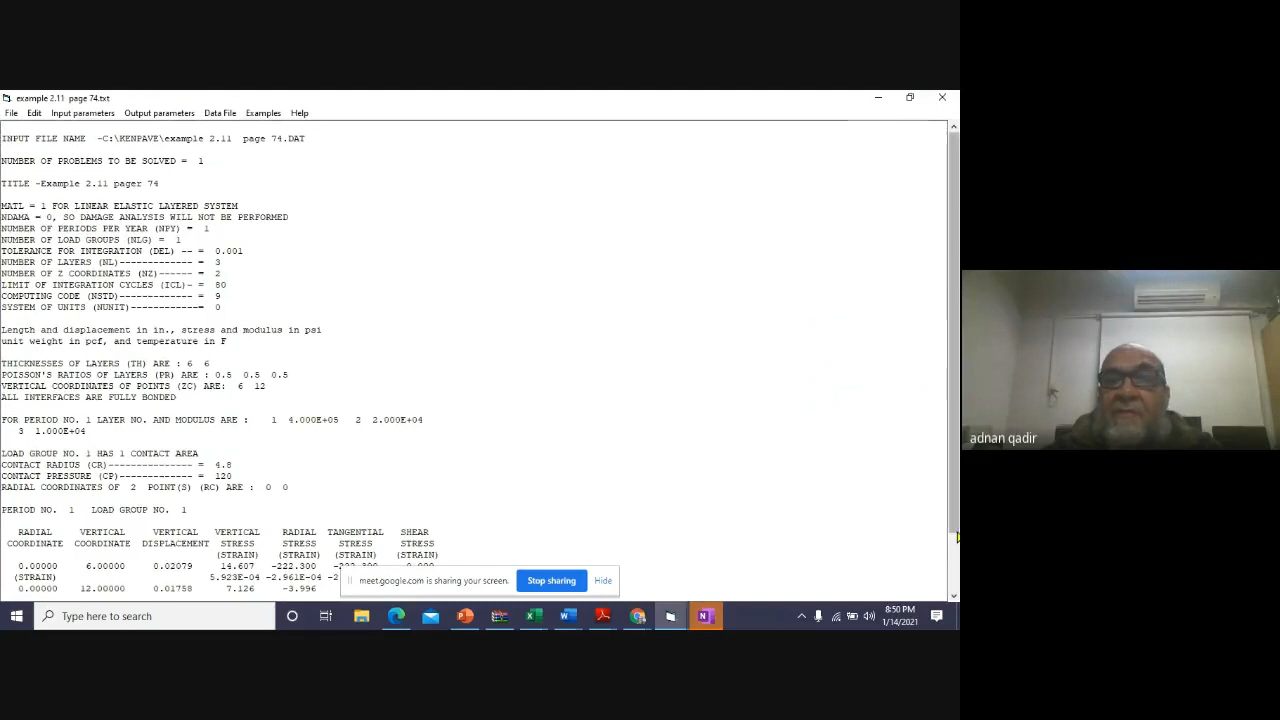 example 2.11 page 74.txt
File Edit Input parameters Output parameters Data File Examples Help
INPUT FILE NAME -C:\KENPAVE\example 2.11 page 74.DAT
NUMBER OF PROBLEMS TO BE SOLVED = 1
TITLE -Example 2.11 pager 74
MATL = 1 FOR LINEAR ELASTIC LAYERED SYSTEM
NDAMA = 0, SO DAMAGE ANALYSIS WILL NOT BE PERFORMED
NUMBER OF PERIODS PER YEAR (NPY) = 1
NUMBER OF LOAD GROUPS (NLG) = 1
TOLERANCE FOR INTEGRATION (DEL) -- = 0.001
NUMBER OF LAYERS (NL)------------- = 3
NUMBER OF Z COORDINATES (NZ)------ = 2
LIMIT OF INTEGRATION CYCLES (ICL)- = 80
COMPUTING CODE (NSTD)------------- = 9
SYSTEM OF UNITS (NUNIT)------------= 0
Length and displacement in in., stress and modulus in psi
unit weight in pcf, and temperature in F
THICKNESSES OF LAYERS (TH) ARE : 6 6
POISSON'S RATIOS OF LAYERS (PR) ARE : 0.5 0.5 0.5
VERTICAL COORDINATES OF POINTS (ZC) ARE: 6 12
ALL INTERFACES ARE FULLY BONDED
FOR PERIOD NO. 1 LAYER NO. AND MODULUS ARE : 1 4.000E+05 2 2.000E+04
3 1.000E+04
LOAD GROUP NO. 1 HAS 1 CONTACT AREA
CONTACT RADIUS (CR)--------------- = 4.8
CONTACT PRESSURE (CP)------------- = 120
RADIAL COORDINATES OF 2 POINT(S) (RC) ARE : 0 0
PERIOD NO. 1 LOAD GROUP NO. 1
RADIAL VERTICAL VERTICAL VERTICAL RADIAL TANGENTIAL SHEAR
COORDINATE COORDINATE DISPLACEMENT STRESS STRESS STRESS STRESS
(STRAIN) (STRAIN) (STRAIN) (STRAIN)
0.00000 6.00000 0.02079 14.607 -222.300
(STRAIN) 5.923E-04 -2.961E-04
0.00000 12.00000 0.01758 7.126 -3.996
meet.google.com is sharing your screen. Stop sharing Hide
Type here to search
8:50 PM
1/14/2021
adnan qadir